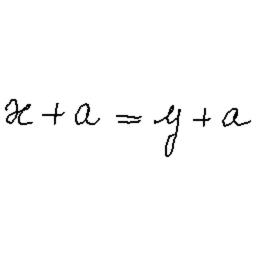 x + a = y + a